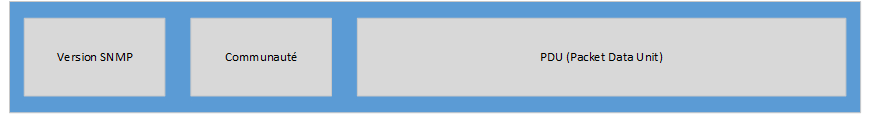 Version SNMP
Communauté
PDU (Packet Data Unit)